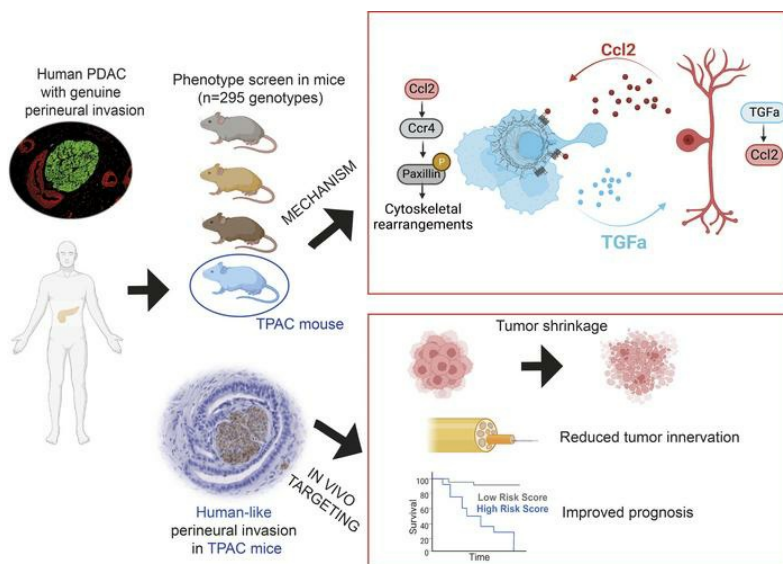 Human PDAC
with genuine
perineural invasion
Phenotype screen in mice
(n=295 genotypes)
TPAC mouse
Human-like
perineural invasion
in TPAC mice
MECHANISM
IN VIVO
TARGETING
Ccl2
Ccr4
Paxillin
P
Cytoskeletal
rearrangements
Ccl2
TGFa
TGFa
Ccl2
Tumor shrinkage
Reduced tumor innervation
Survival
100
80
60
40
20
0
Low Risk Score
High Risk Score
Time
Improved prognosis